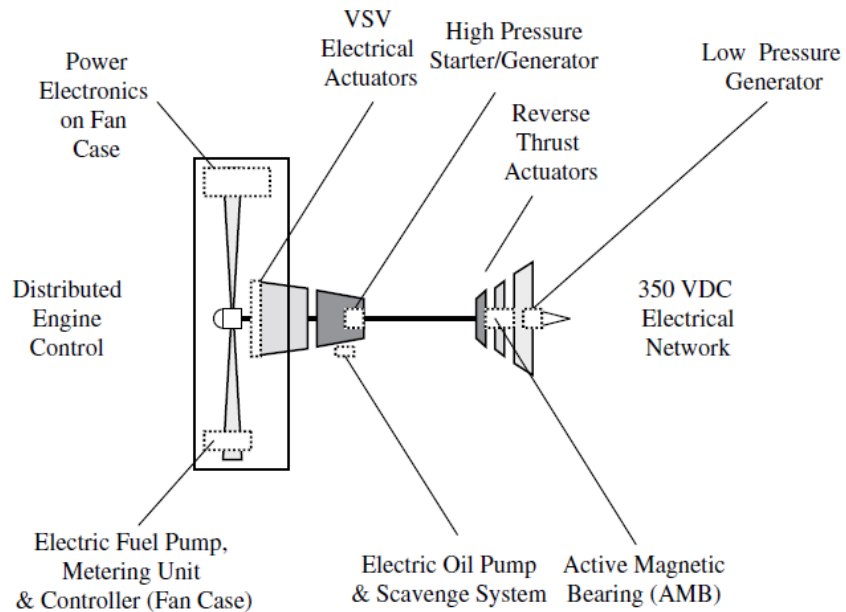 VSV
Electrical
Actuators
High Pressure
Starter/Generator
Low Pressure
Generator
Power
Electronics
on Fan
Case
Reverse
Thrust
Actuators
Distributed
Engine
Control
350 VDC
Electrical
Network
Electric Fuel Pump,
Metering Unit
& Controller (Fan Case)
Electric Oil Pump
& Scavenge System
Active Magnetic
Bearing (AMB)